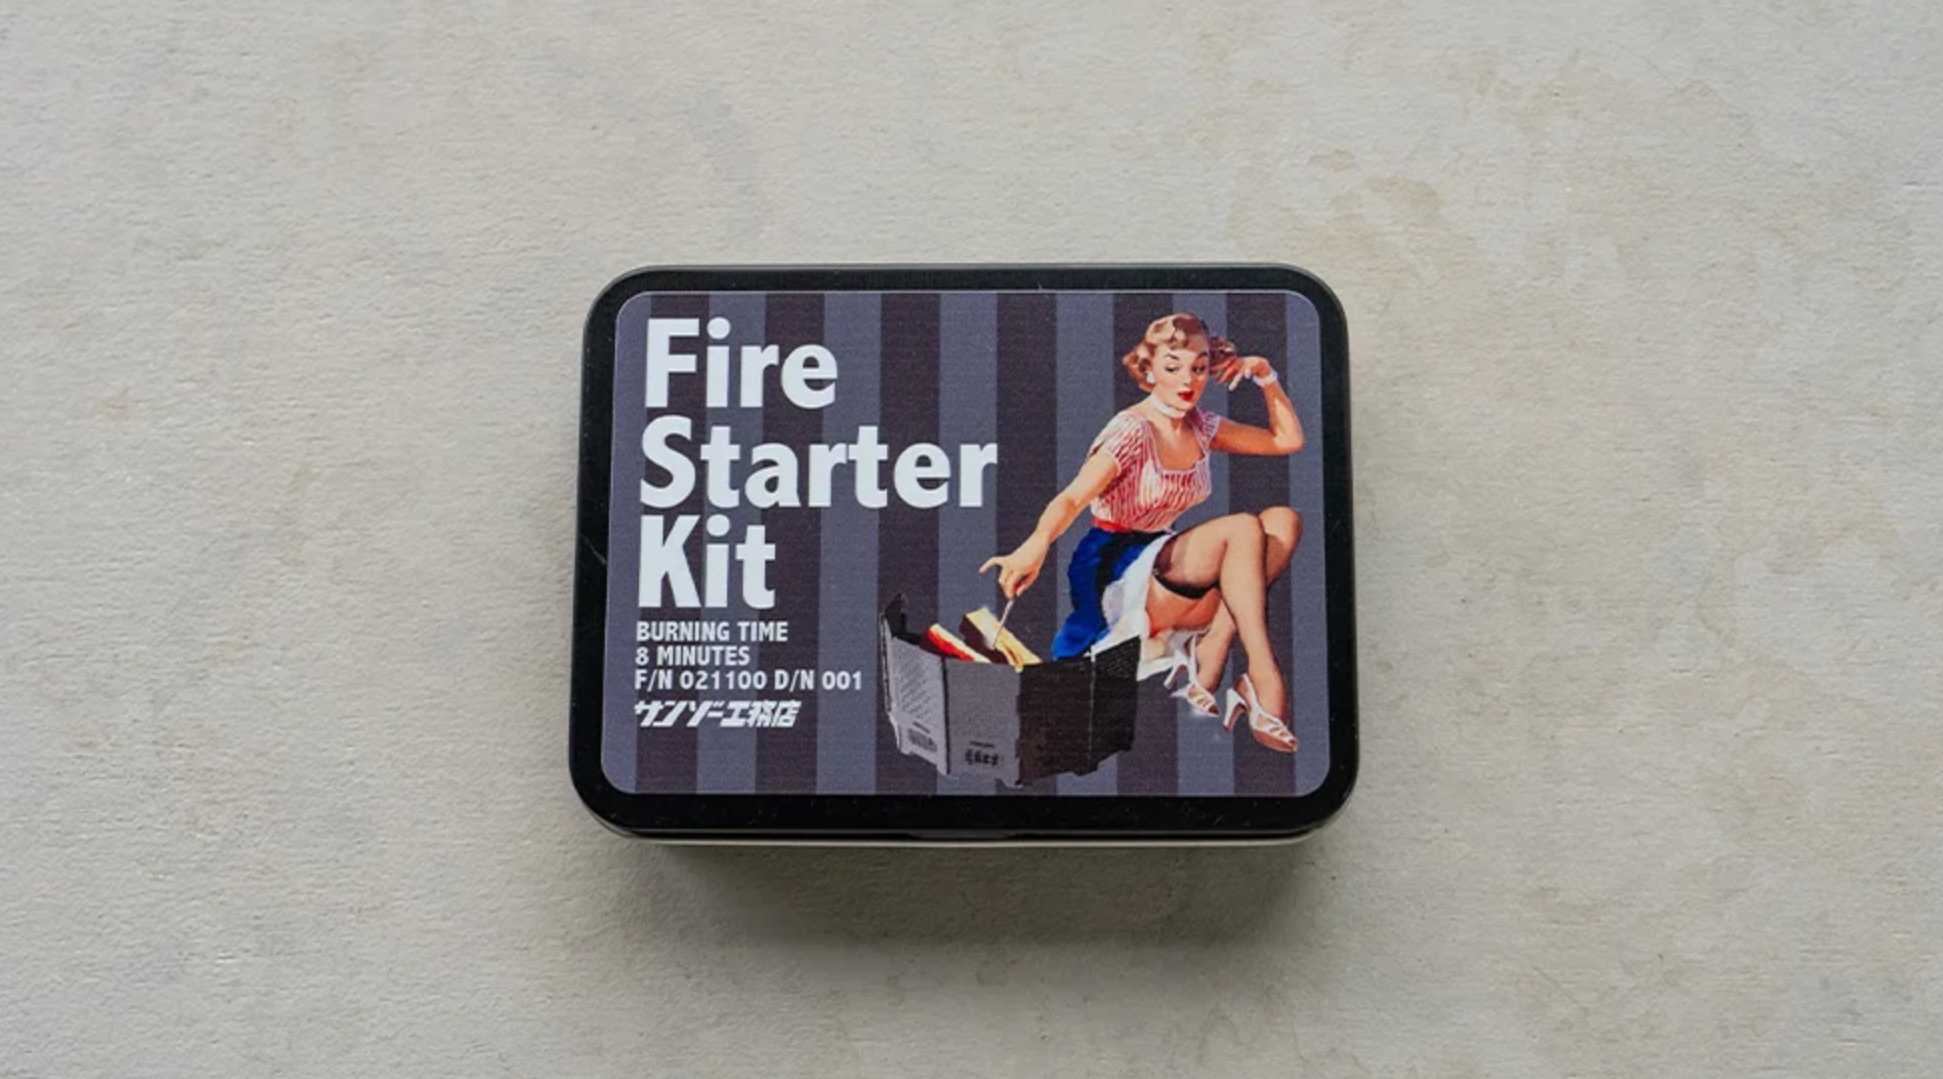 Fire
Starter
Kit
BURNING TIME
8 MINUTES
F/N 021100 D/N 001
サンゾー工務店